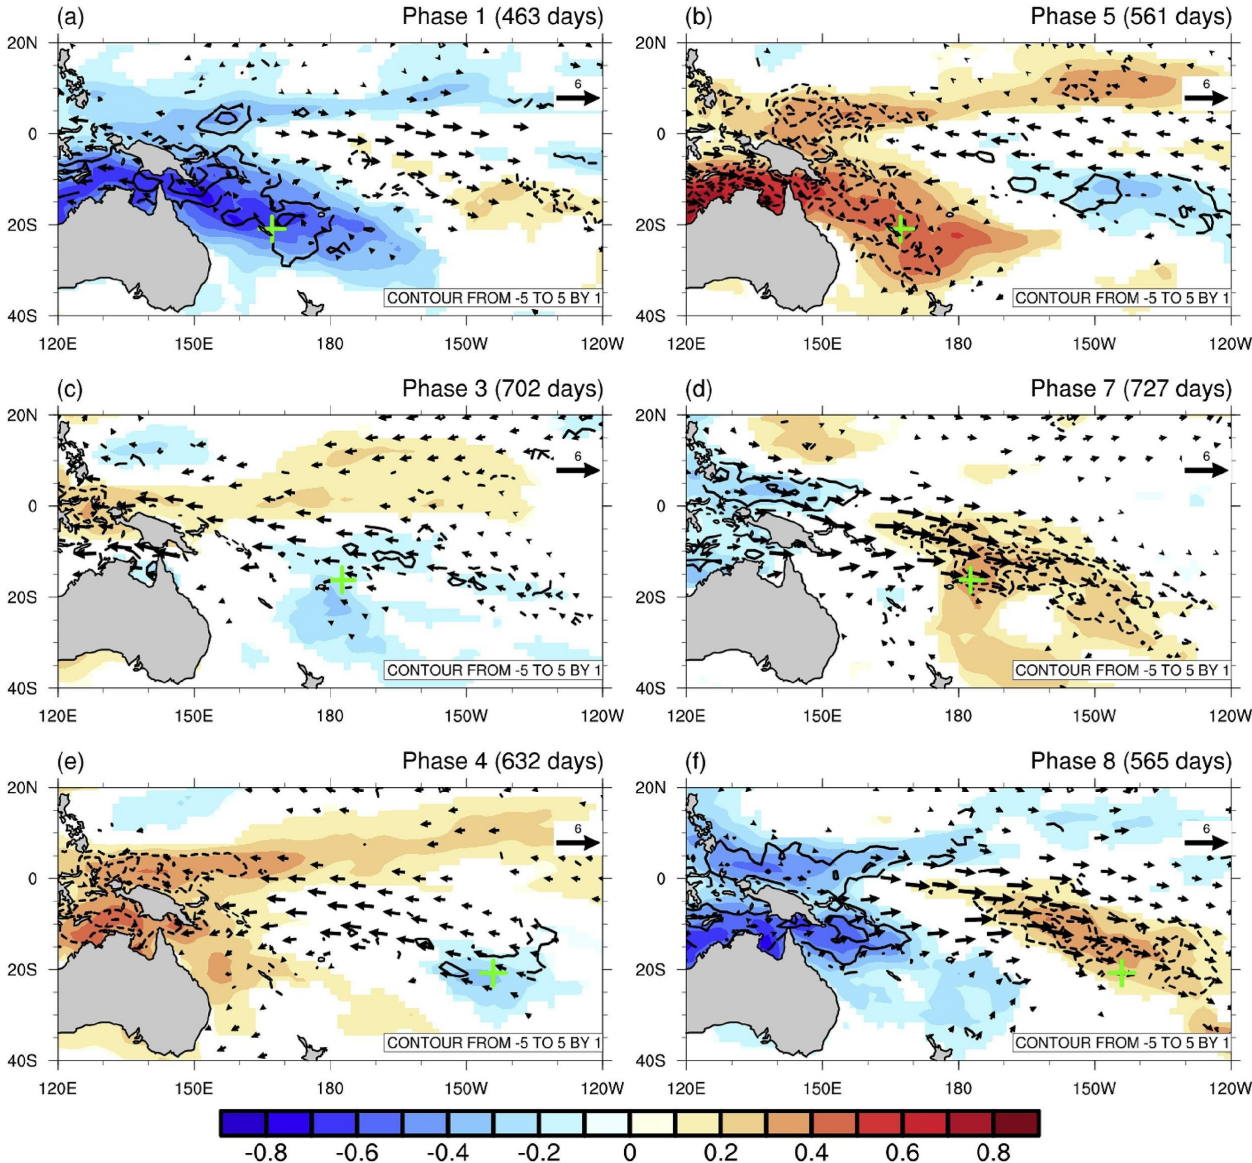 (a) Phase 1 (463 days)
(b) Phase 5 (561 days)
20N
0
20S
40S
6
6
CONTOUR FROM -5 TO 5 BY 1
CONTOUR FROM -5 TO 5 BY 1
120E 150E 180 150W 120W
120E 150E 180 150W 120W
(c) Phase 3 (702 days)
(d) Phase 7 (727 days)
20N
0
20S
40S
20N
0
20S
40S
6
6
CONTOUR FROM -5 TO 5 BY 1
CONTOUR FROM -5 TO 5 BY 1
120E 150E 180 150W 120W
120E 150E 180 150W 120W
(e) Phase 4 (632 days)
(f) Phase 8 (565 days)
20N
0
20S
40S
20N
0
20S
40S
6
6
CONTOUR FROM -5 TO 5 BY 1
CONTOUR FROM -5 TO 5 BY 1
120E 150E 180 150W 120W
120E 150E 180 150W 120W
-0.8 -0.6 -0.4 -0.2 0 0.2 0.4 0.6 0.8